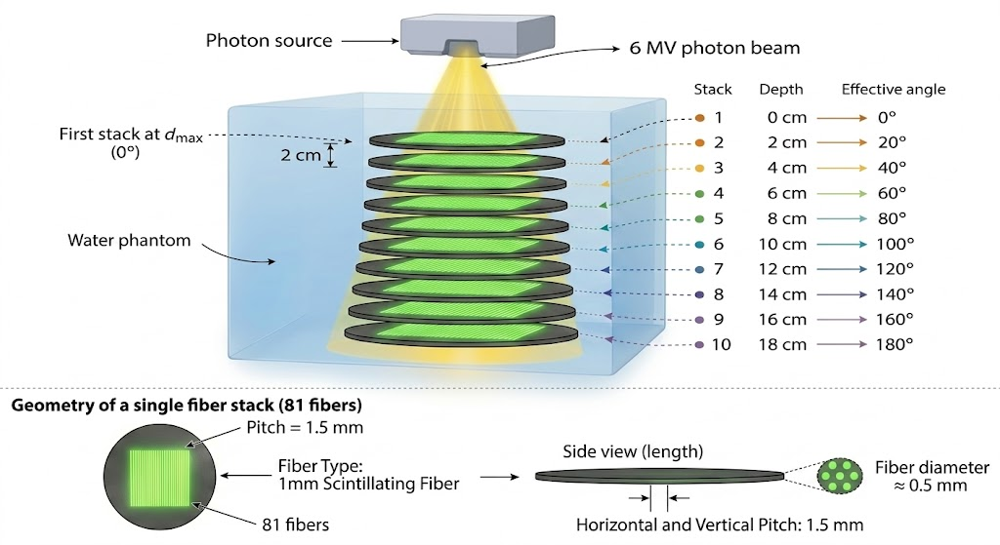 Photon source
6 MV photon beam
Stack Depth Effective angle
First stack at dmax
(0°)
2 cm
Water phantom
1 0 cm 0°
2 2 cm 20°
3 4 cm 40°
4 6 cm 60°
5 8 cm 80°
6 10 cm 100°
7 12 cm 120°
8 14 cm 140°
9 16 cm 160°
10 18 cm 180°
Geometry of a single fiber stack (81 fibers)
Pitch = 1.5 mm
Fiber Type:
1mm Scintillating Fiber
81 fibers
Side view (length)
Fiber diameter
≈ 0.5 mm
Horizontal and Vertical Pitch: 1.5 mm